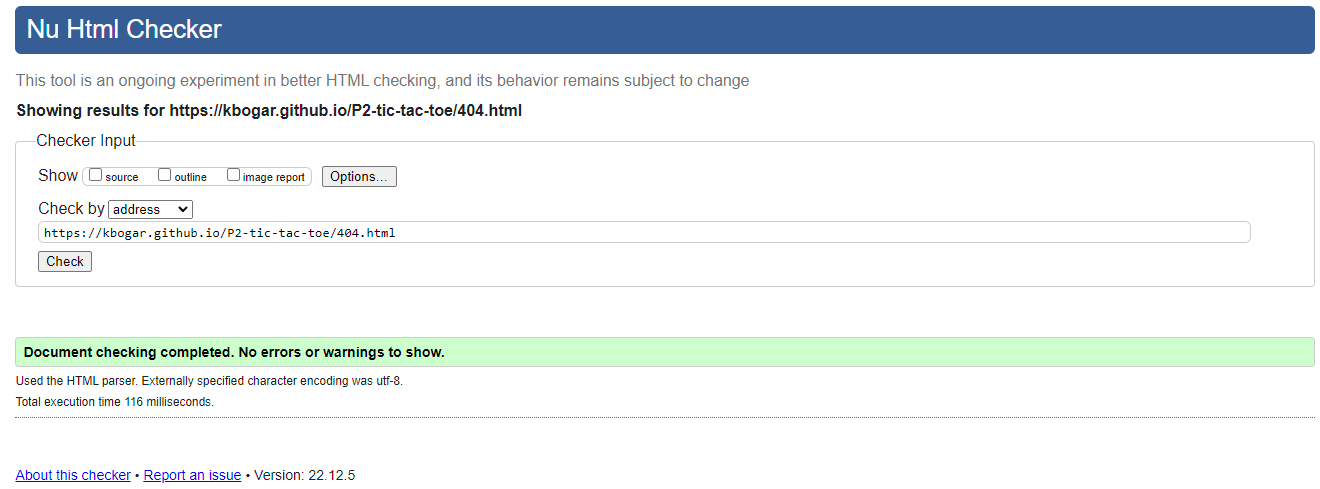 Nu Html Checker
This tool is an ongoing experiment in better HTML checking, and its behavior remains subject to change
Showing results for https://kbogar.github.io/P2-tic-tac-toe/404.html
Checker Input
Show source outline image report Options...
Check by address
https://kbogar.github.io/P2-tic-tac-toe/404.html
Check
Document checking completed. No errors or warnings to show.
Used the HTML parser. Externally specified character encoding was utf-8.
Total execution time 116 milliseconds.
About this checker • Report an issue • Version: 22.12.5